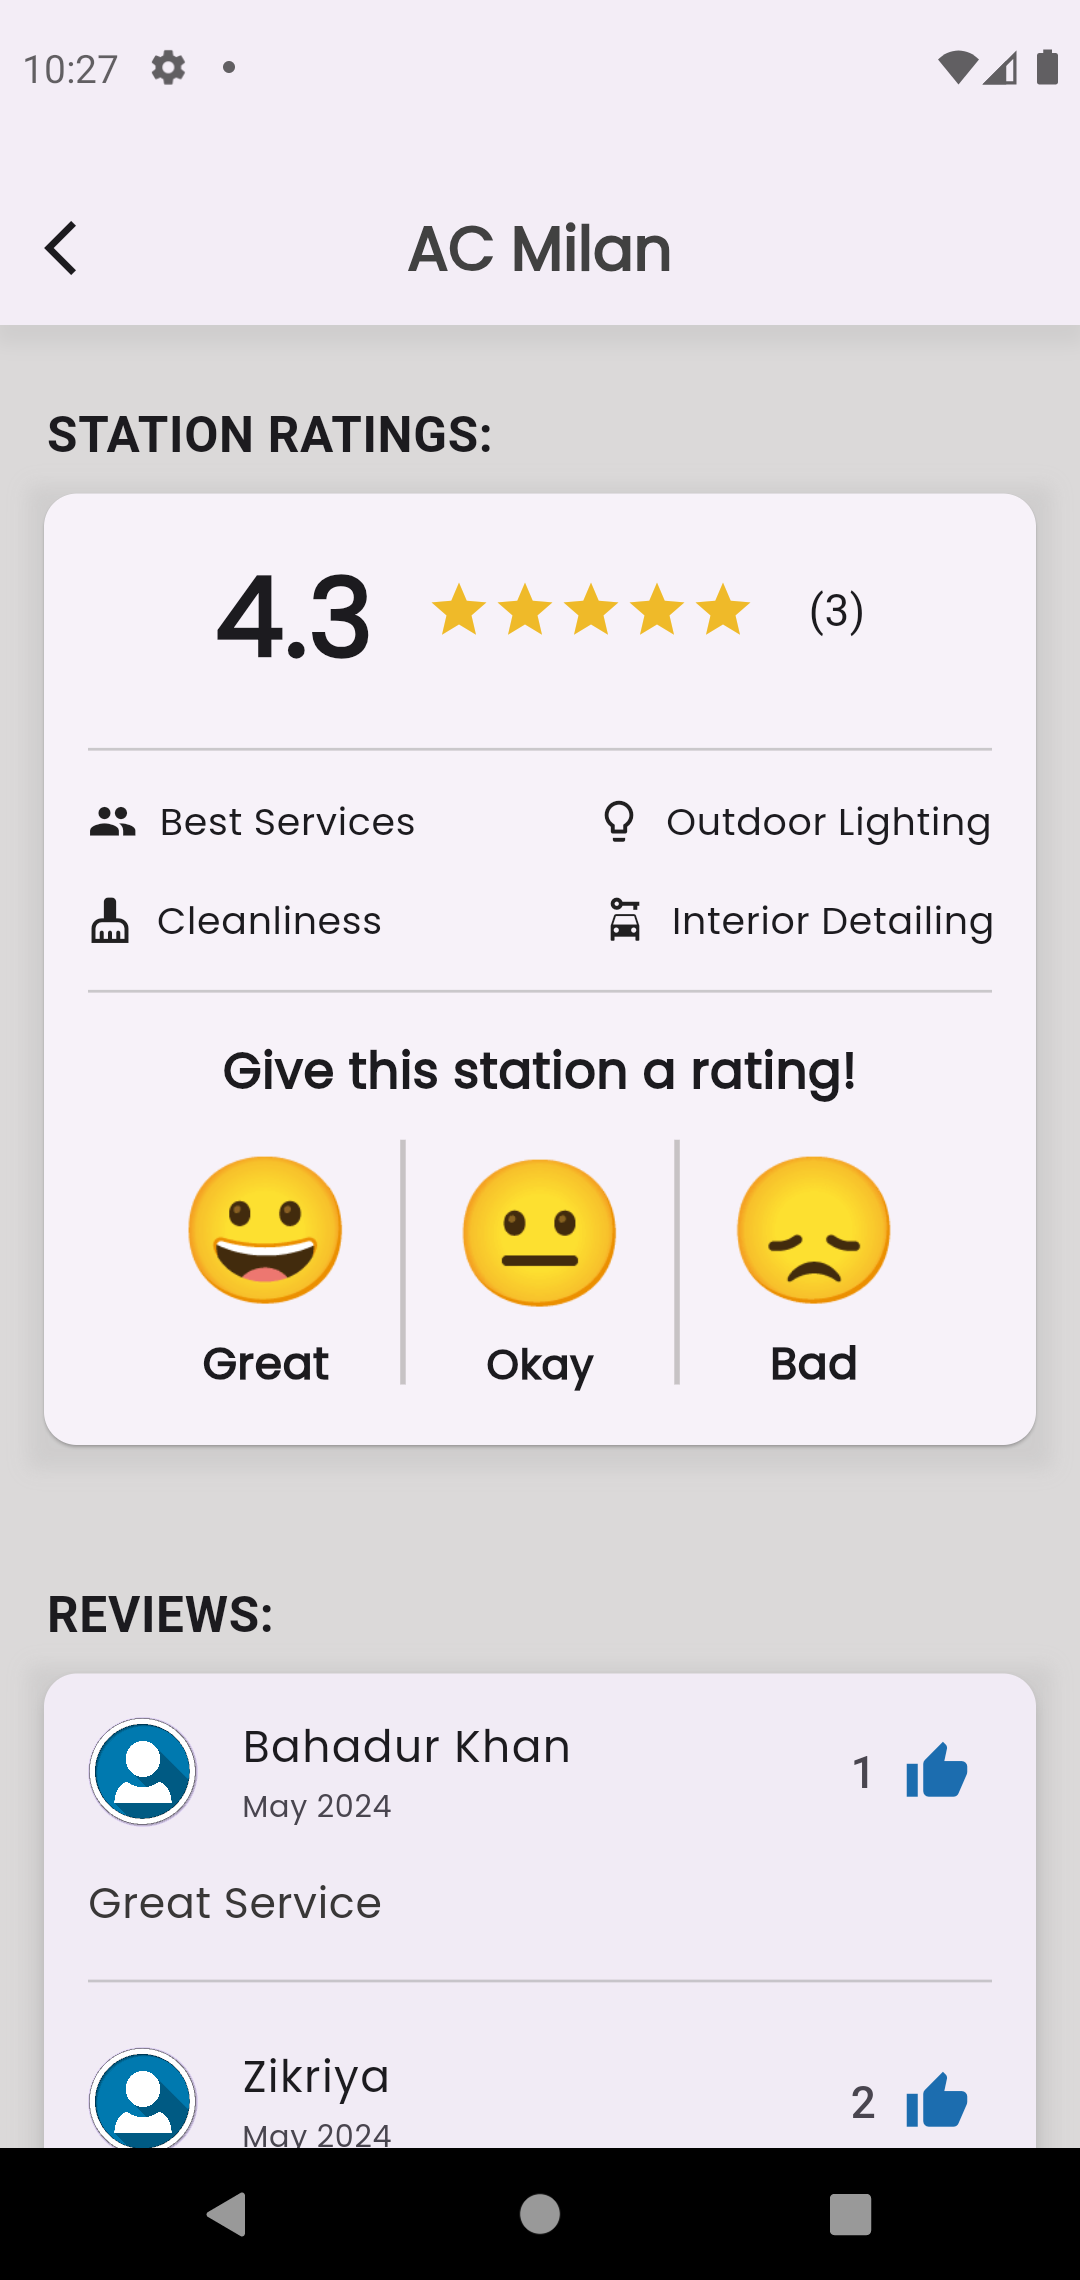 10:27
AC Milan
STATION RATINGS:
4.3 (3)
Best Services
Outdoor Lighting
Cleanliness
Interior Detailing
Give this station a rating!
Great
Okay
Bad
REVIEWS:
Bahadur Khan
May 2024
1
Great Service
Zikriya
May 2024
2